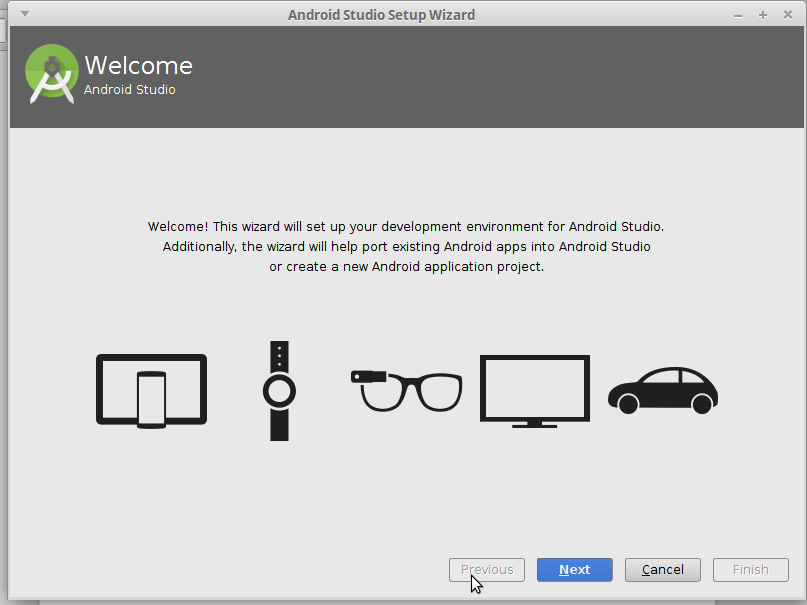 Android Studio Setup Wizard
Welcome
Android Studio
Welcome! This wizard will set up your development environment for Android Studio.
Additionally, the wizard will help port existing Android apps into Android Studio
or create a new Android application project.
Previous
Next
Cancel
Finish